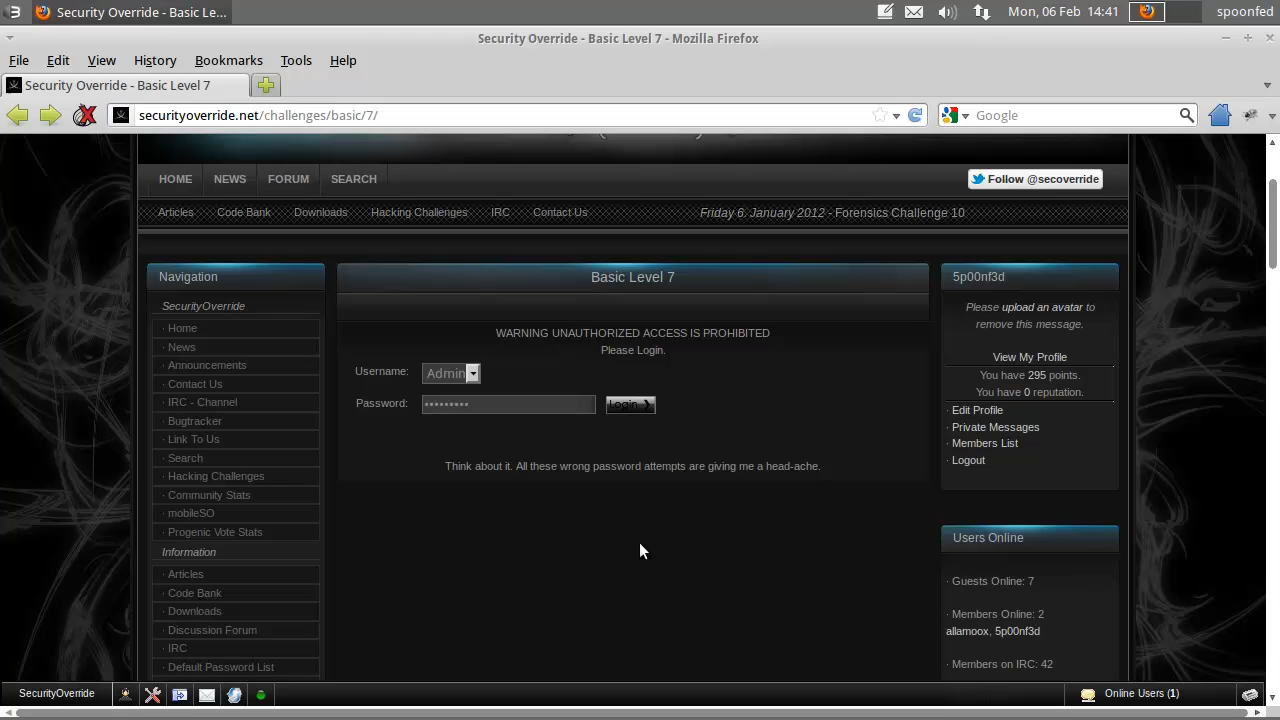 Security Override - Basic Le...
Mon, 06 Feb 14:41
spoonfed
Security Override - Basic Level 7 - Mozilla Firefox
File Edit View History Bookmarks Tools Help
Security Override - Basic Level 7
securityoverride.net/challenges/basic/7/
Google
HOME NEWS FORUM SEARCH
Follow @secoverride
Articles Code Bank Downloads Hacking Challenges IRC Contact Us
Friday 6. January 2012 - Forensics Challenge 10
Navigation
SecurityOverride
· Home
· News
· Announcements
· Contact Us
· IRC - Channel
· Bugtracker
· Link To Us
· Search
· Hacking Challenges
· Community Stats
· mobileSO
· Progenic Vote Stats
Information
· Articles
· Code Bank
· Downloads
· Discussion Forum
· IRC
· Default Password List
Basic Level 7
WARNING UNAUTHORIZED ACCESS IS PROHIBITED
Please Login.
Username: Admin
Password: •••••••••
Login
Think about it. All these wrong password attempts are giving me a head-ache.
5p00nf3d
Please upload an avatar to
remove this message.
View My Profile
You have 295 points.
You have 0 reputation.
· Edit Profile
· Private Messages
· Members List
· Logout
Users Online
· Guests Online: 7
· Members Online: 2
allamoox, 5p00nf3d
· Members on IRC: 42
SecurityOverride
Online Users (1)